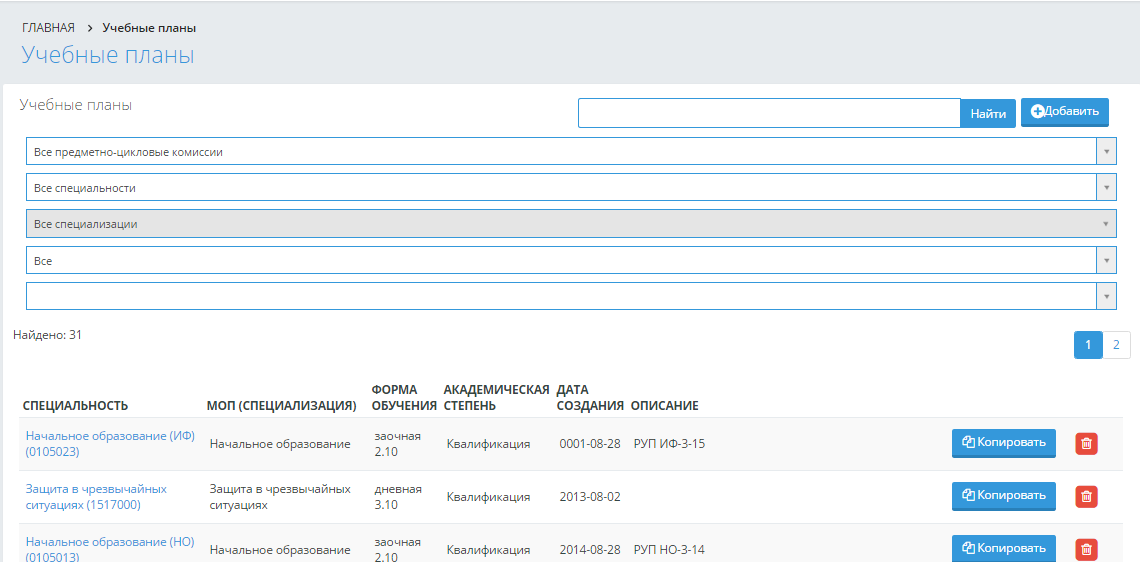 ГЛАВНАЯ > Учебные планы
Учебные планы
Учебные планы
Найти
Добавить
Все предметно-цикловые комиссии
Все специальности
Все специализации
Все
Найдено: 31
1 2
СПЕЦИАЛЬНОСТЬ МОП (СПЕЦИАЛИЗАЦИЯ) ФОРМА ОБУЧЕНИЯ АКАДЕМИЧЕСКАЯ СТЕПЕНЬ ДАТА СОЗДАНИЯ ОПИСАНИЕ
Начальное образование (ИФ) (0105023) Начальное образование заочная 2.10 Квалификация 0001-08-28 РУП ИФ-3-15 Копировать
Защита в чрезвычайных ситуациях (1517000) Защита в чрезвычайных ситуациях дневная 3.10 Квалификация 2013-08-02 Копировать
Начальное образование (НО) (0105013) Начальное образование заочная 2.10 Квалификация 2014-08-28 РУП НО-3-14 Копировать